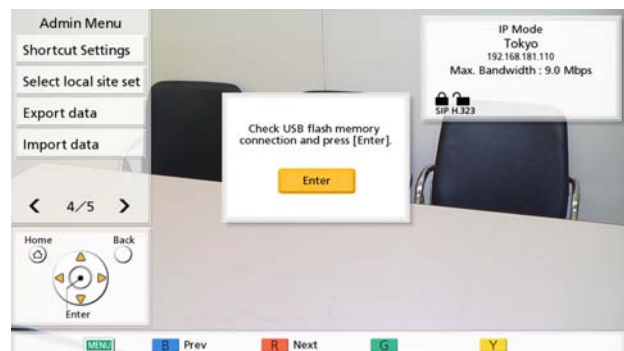 Admin Menu
Shortcut Settings
Select local site set
Export data
Import data
4/5
Home
Back
Enter
IP Mode
Tokyo
192.168.181.110
Max. Bandwidth : 9.0 Mbps
SIP H.323
Check USB flash memory
connection and press [Enter].
Enter
MENU
B Prev
R Next
G
Y